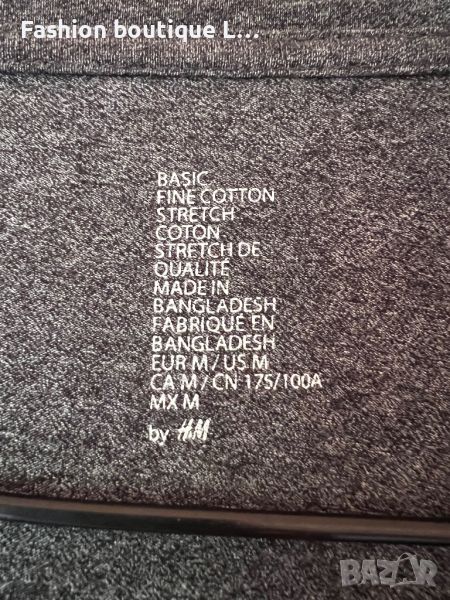 Fashion boutique L...
BASIC
FINE COTTON
STRETCH
COTON
STRETCH DE
QUALITÉ
MADE IN
BANGLADESH
FABRIQUÉ EN
BANGLADESH
EUR M / US M
CA M / CN 175/100A
MX M
by H&M
BAZAR